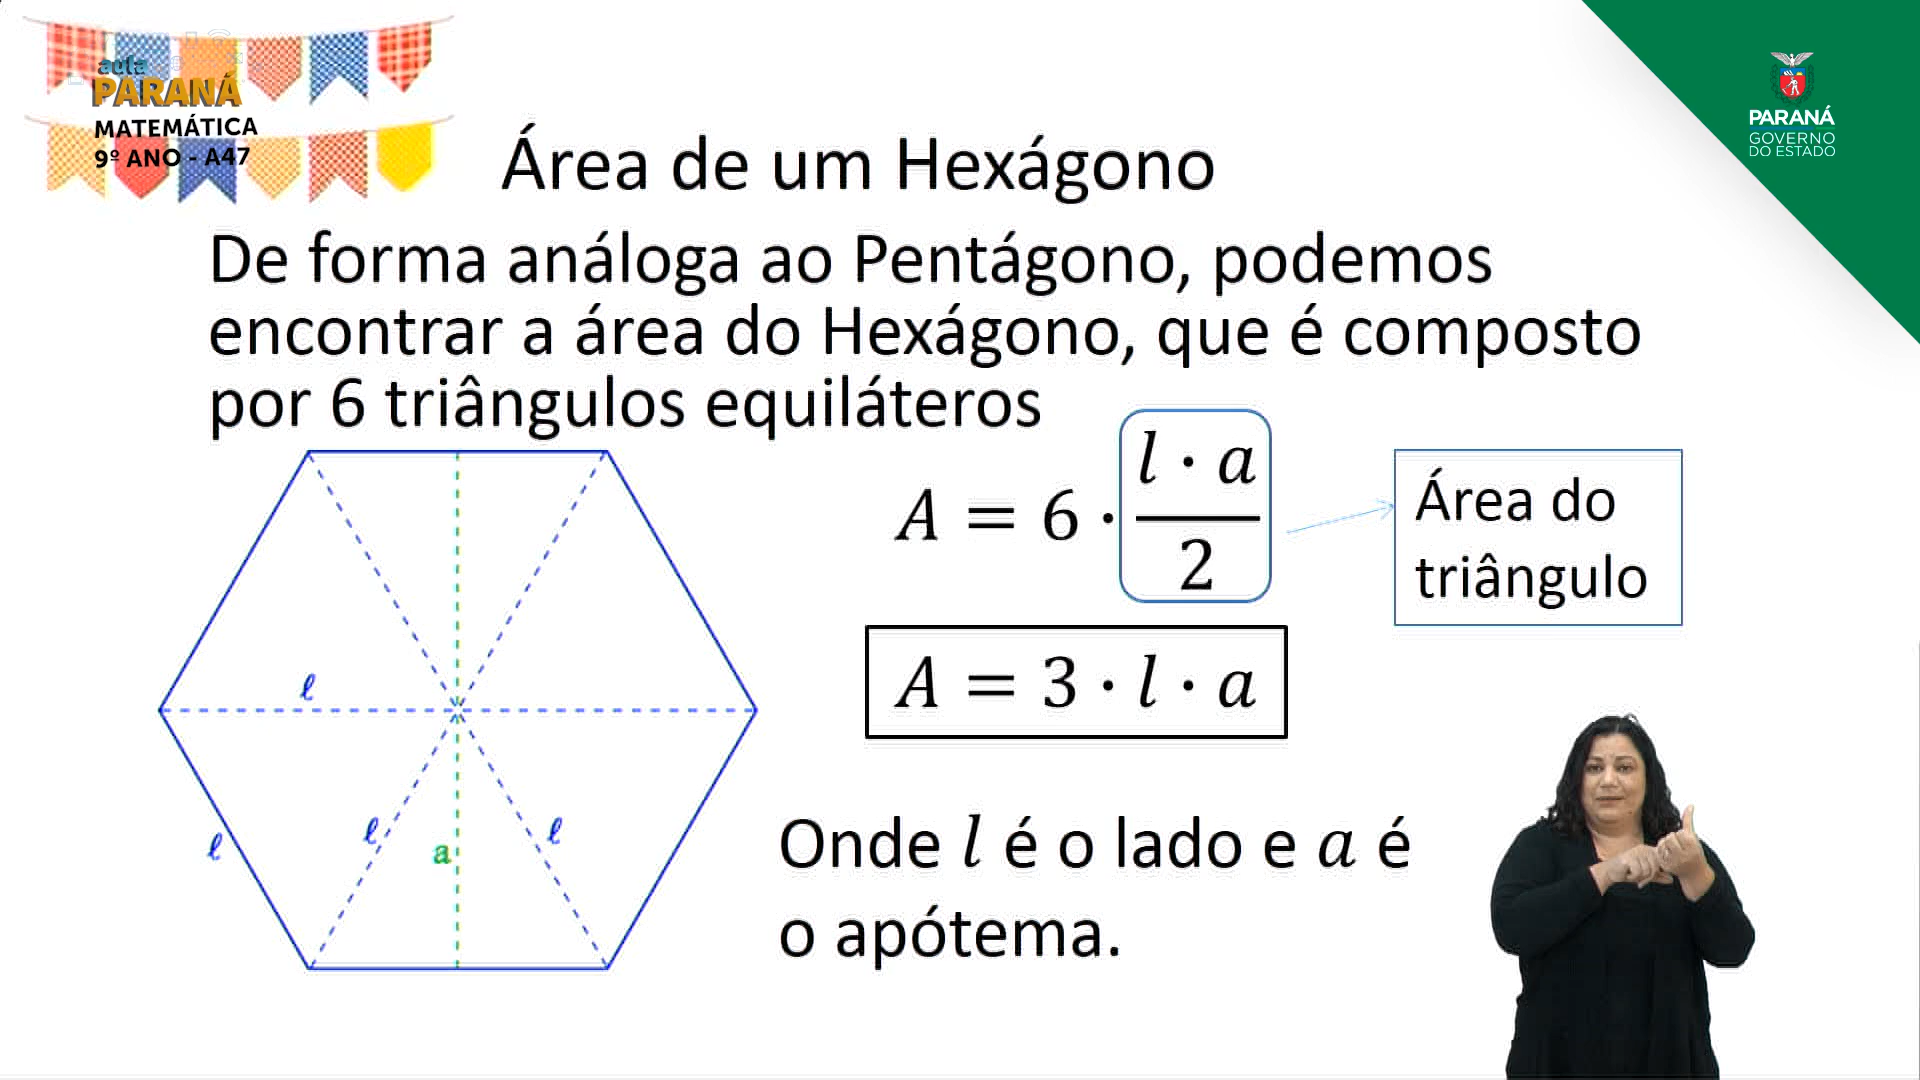 aula
PARANÁ
MATEMÁTICA
9º ANO - A47
PARANÁ
GOVERNO
DO ESTADO
Área de um Hexágono
De forma análoga ao Pentágono, podemos
encontrar a área do Hexágono, que é composto
por 6 triângulos equiláteros
A = 6 · l · a / 2
Área do
triângulo
A = 3 · l · a
ℓ
ℓ
ℓ
ℓ
a
Onde l é o lado e a é
o apótema.